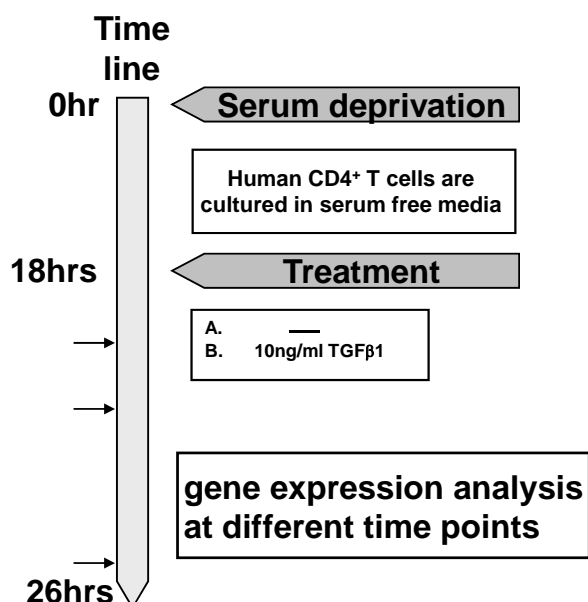 Time
line
0hr
Serum deprivation
Human CD4⁺ T cells are
cultured in serum free media
18hrs
Treatment
A. —
B. 10ng/ml TGFβ1
gene expression analysis
at different time points
26hrs